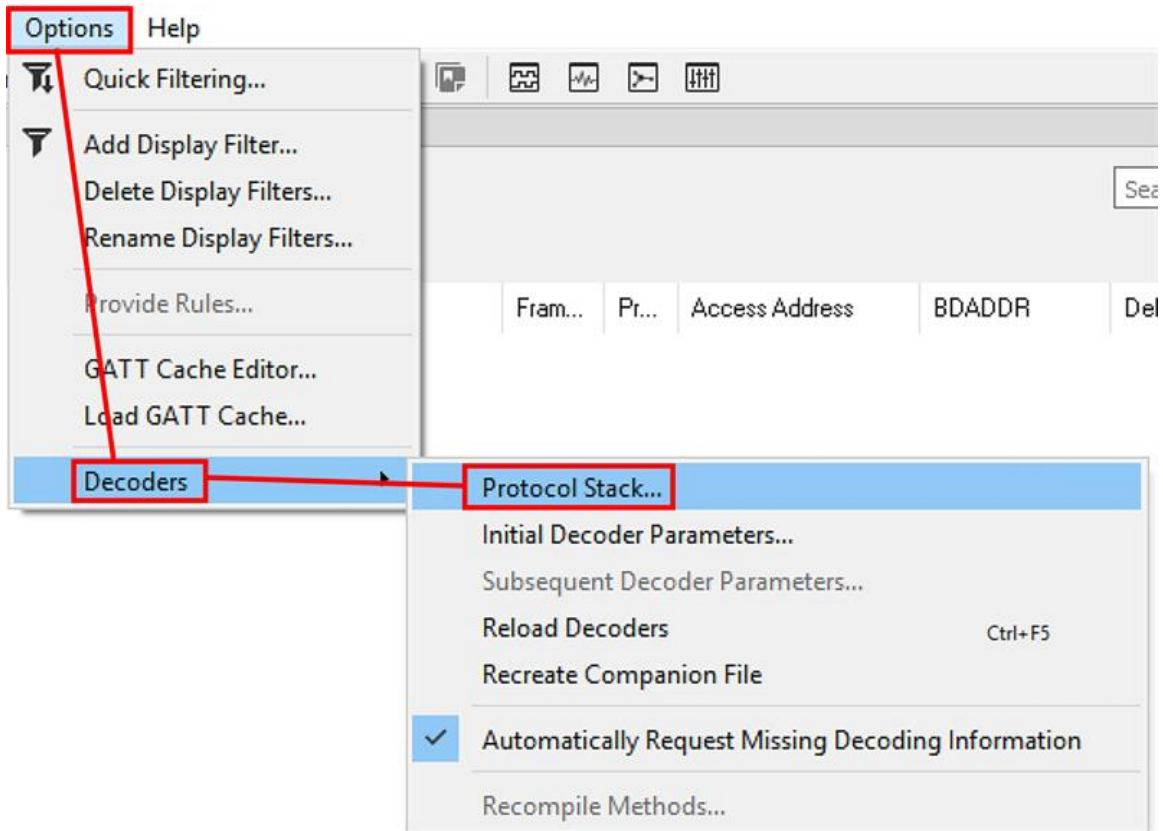 Options Help
Quick Filtering...
Add Display Filter...
Delete Display Filters...
Rename Display Filters...
Sea
Provide Rules...
Fram... Pr... Access Address BDADDR Del
GATT Cache Editor...
Load GATT Cache...
Decoders
Protocol Stack...
Initial Decoder Parameters...
Subsequent Decoder Parameters...
Reload Decoders Ctrl+F5
Recreate Companion File
Automatically Request Missing Decoding Information
Recompile Methods...